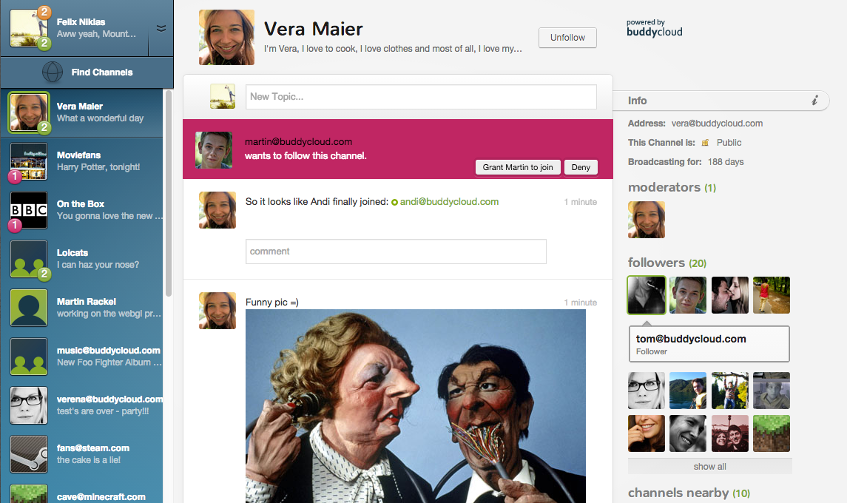 2
Felix Niklas
Aww yeah, Mount...
2
Find Channels
Vera Maier
What a wonderful day
2
Moviefans
Harry Potter, tonight!
1
BBC
On the Box
You gonna love the new ...
1
Lolcats
I can haz your nose?
2
Martin Rackel
working on the webgl pr...
music@buddycloud.com
New Foo Fighter Album ...
verena@buddycloud.com
test's are over - party!!!
fans@steam.com
the cake is a lie!
cave@minecraft.com
Vera Maier
I'm Vera, I love to cook, I love clothes and most of all, I love my...
Unfollow
New Topic...
martin@buddycloud.com
wants to follow this channel.
Grant Martin to join
Deny
So it looks like Andi finally joined: andi@buddycloud.com
1 minute
comment
Funny pic =)
1 minute
powered by
buddycloud
Info
i
Address: vera@buddycloud.com
This Channel is: Public
Broadcasting for: 188 days
moderators (1)
followers (20)
tom@buddycloud.com
Follower
show all
channels nearby (10)